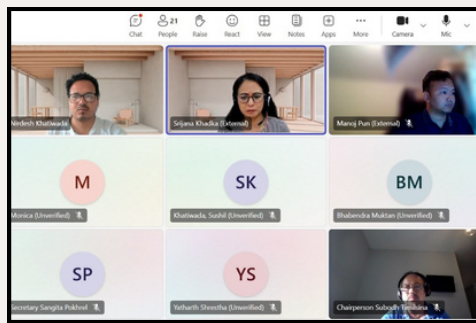 21
Chat People Raise React View Notes Apps More Camera Mic
Nirdesh Khatiwada
Srijana Khadka (External)
Manoj Pun (External)
M
SK
BM
Monica (Unverified)
Khatiwada, Sushil (Unverified)
Bhabendra Muktan (Unverified)
SP
YS
Secretary Sangita Pokhrel
Yatharth Shrestha (Unverified)
Chairperson Subodh Timilsina